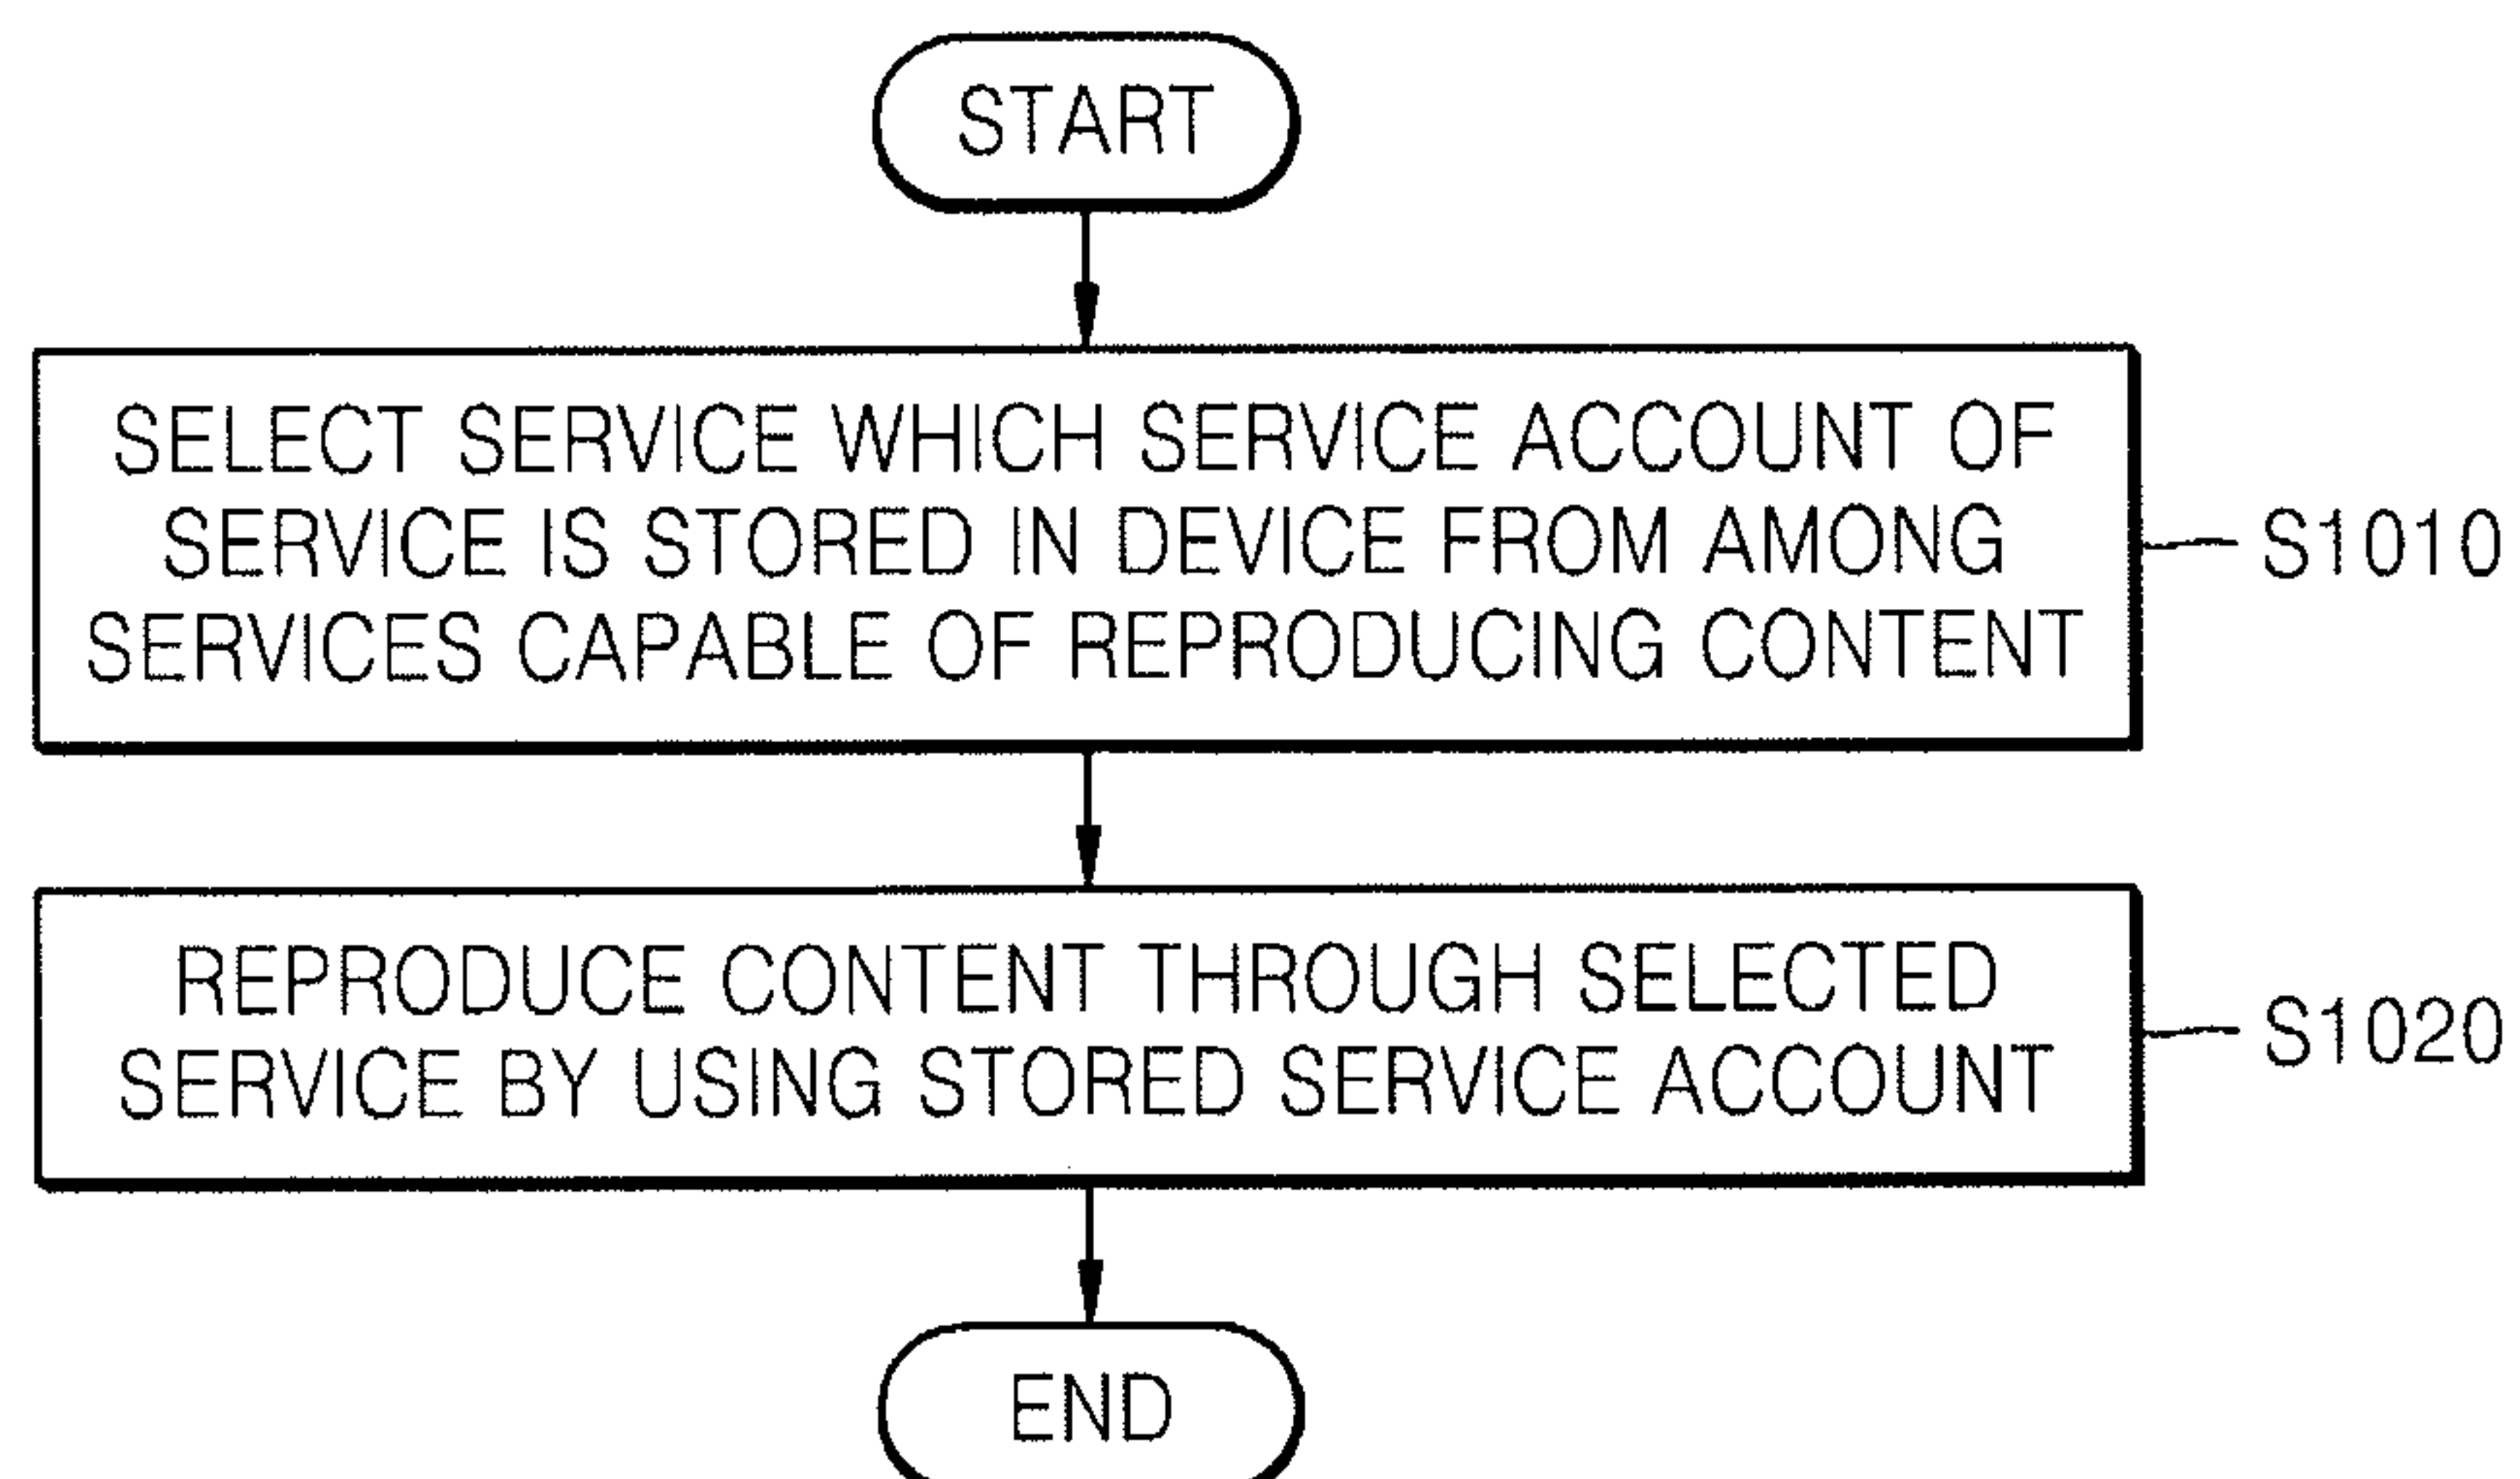 START
SELECT SERVICE WHICH SERVICE ACCOUNT OF
SERVICE IS STORED IN DEVICE FROM AMONG
SERVICES CAPABLE OF REPRODUCING CONTENT
S1010
REPRODUCE CONTENT THROUGH SELECTED
SERVICE BY USING STORED SERVICE ACCOUNT
S1020
END